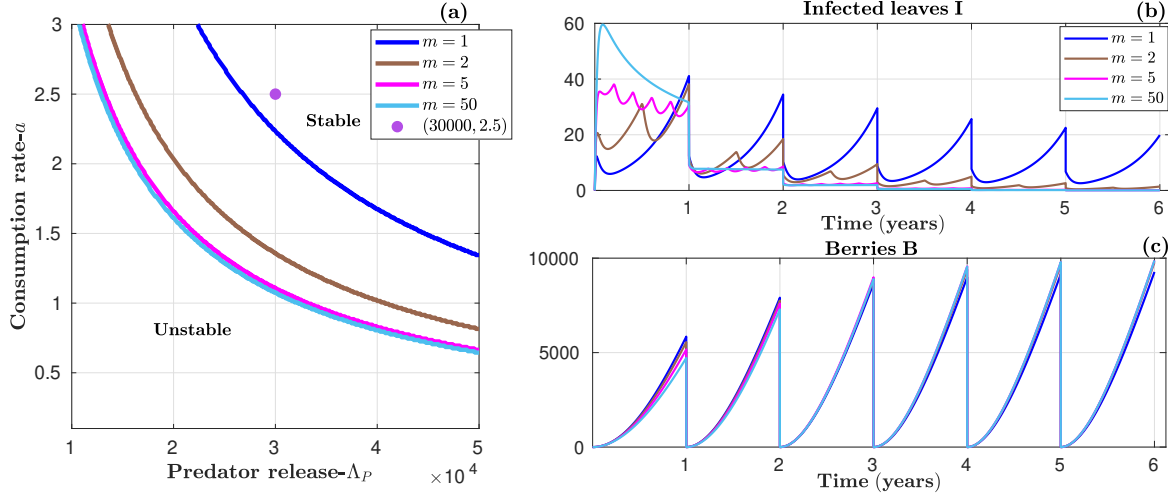 (a)
3
2.5
2
1.5
1
0.5
Consumption rate-a
m = 1
m = 2
m = 5
m = 50
(30000, 2.5)
Stable
Unstable
1
2
3
4
5
× 10⁴
Predator release-Λ_P
Infected leaves I
(b)
60
40
20
0
m = 1
m = 2
m = 5
m = 50
1
2
3
4
5
6
Time (years)
Berries B
(c)
10000
5000
0
1
2
3
4
5
6
Time (years)